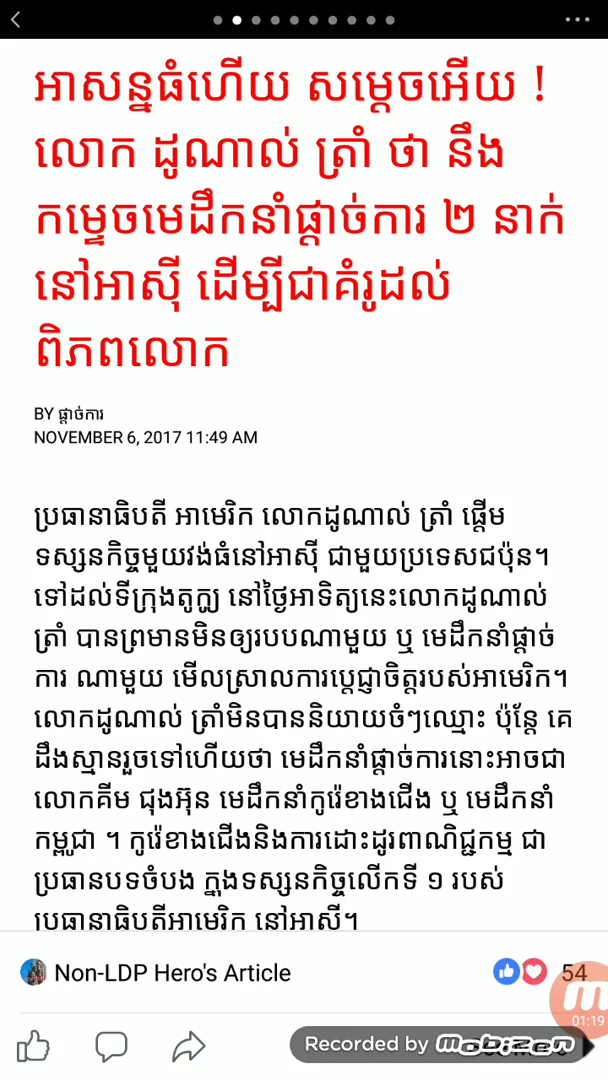 អាសន្នធំហើយ សម្តេចអើយ !
លោក ដូណាល់ ត្រាំ ថា នឹង
កម្ទេចមេដឹកនាំផ្តាច់ការ ២ នាក់
នៅអាស៊ី ដើម្បីជាគំរូដល់
ពិភពលោក
BY ផ្តាច់ការ
NOVEMBER 6, 2017 11:49 AM
ប្រធានាធិបតី អាមេរិក លោកដូណាល់ ត្រាំ ផ្តើម
ទស្សនកិច្ចមួយវង់ធំនៅអាស៊ី ជាមួយប្រទេសជប៉ុន។
ទៅដល់ទីក្រុងតូក្យូ នៅថ្ងៃអាទិត្យនេះលោកដូណាល់
ត្រាំ បានព្រមានមិនឲ្យរបបណាមួយ ឬ មេដឹកនាំផ្តាច់
ការ ណាមួយ មើលស្រាលការប្តេជ្ញាចិត្តរបស់អាមេរិក។
លោកដូណាល់ ត្រាំមិនបាននិយាយចំៗឈ្មោះ ប៉ុន្តែ គេ
ដឹងស្មានរួចទៅហើយថា មេដឹកនាំផ្តាច់ការនោះអាចជា
លោកគីម ជុងអ៊ុន មេដឹកនាំកូរ៉េខាងជើង ឬ មេដឹកនាំ
កម្ពុជា ។ កូរ៉េខាងជើងនិងការដោះដូរពាណិជ្ជកម្ម ជា
ប្រធានបទចំបង ក្នុងទស្សនកិច្ចលើកទី ១ របស់
ប្រធានាធិបតីអាមេរិក នៅអាស៊ី។
Non-LDP Hero's Article
54
01:19
Recorded by mobizen